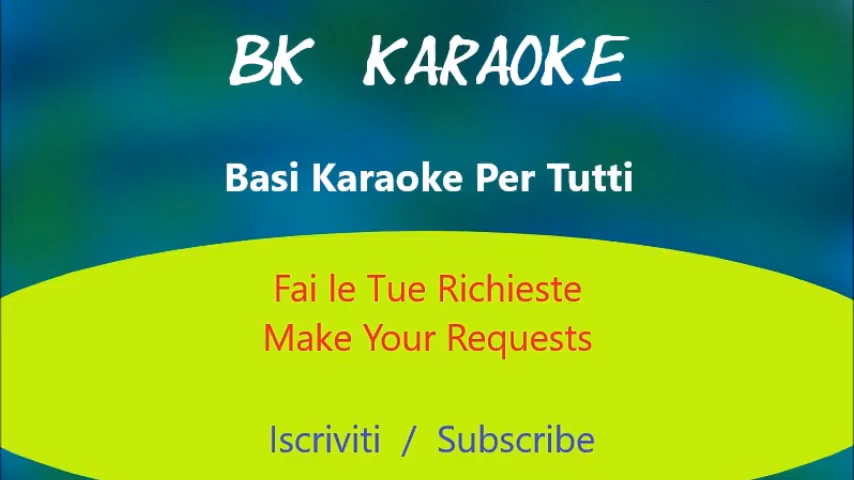 BK KARAOKE
Basi Karaoke Per Tutti
Fai le Tue Richieste
Make Your Requests
Iscriviti / Subscribe